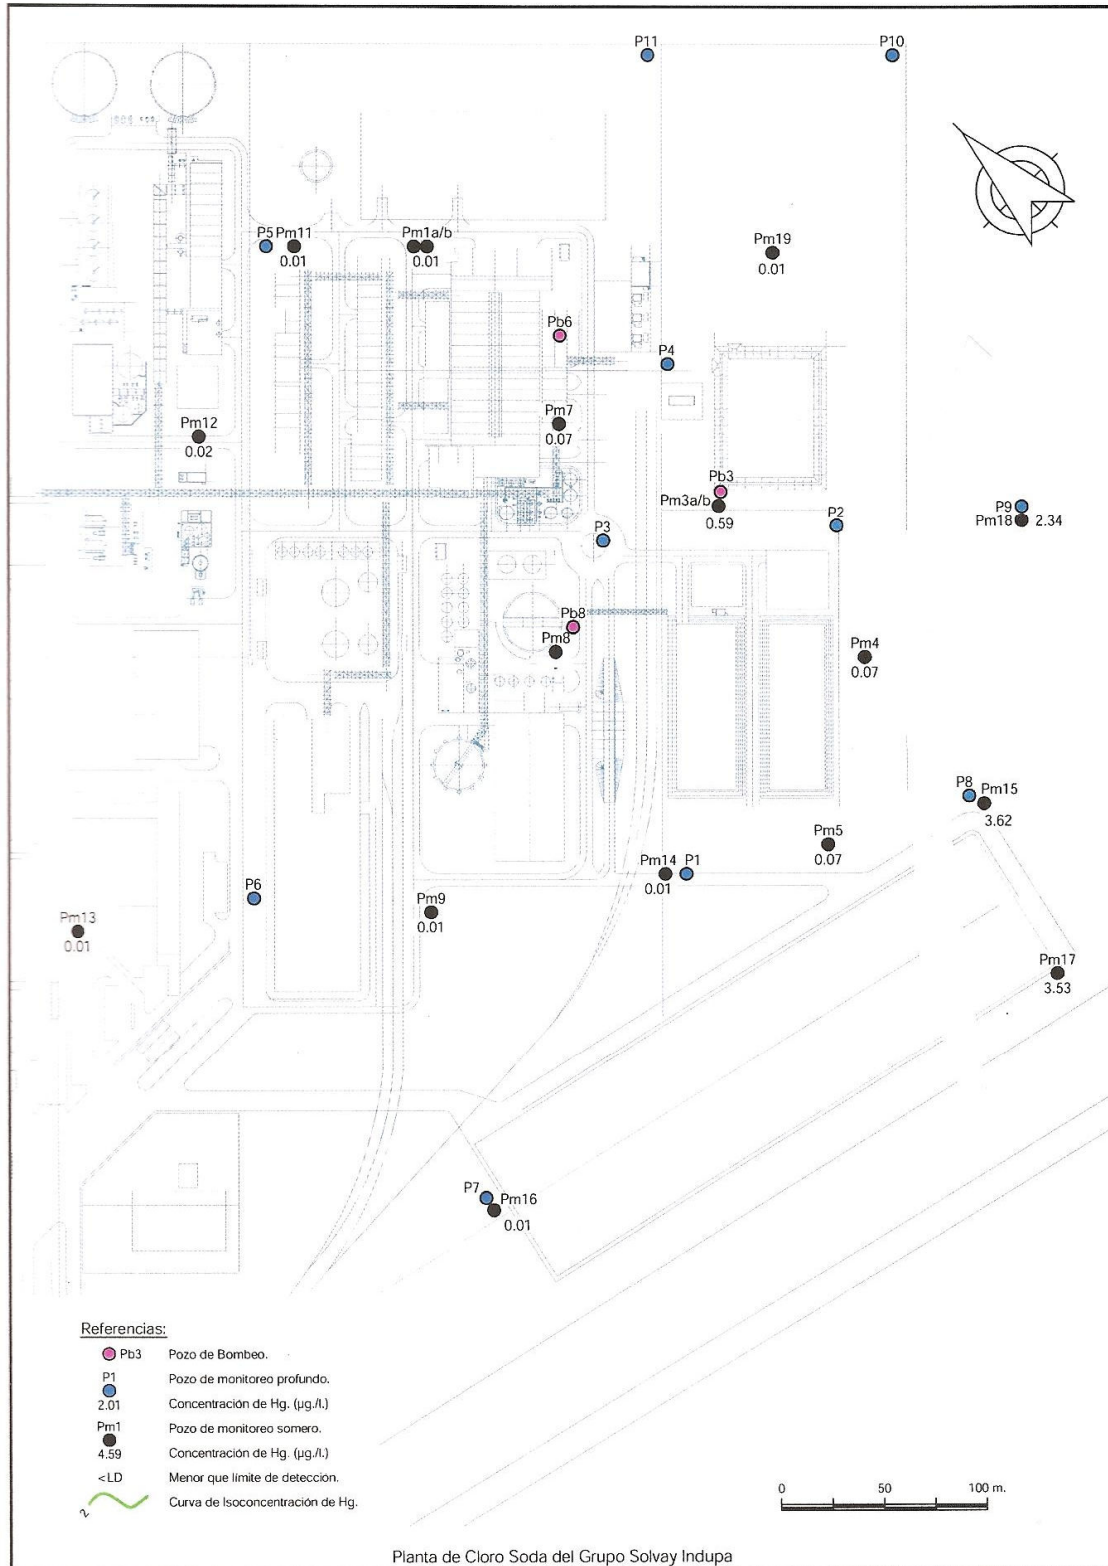 P11
P10
P5
Pm11
0.01
Pm1a/b
0.01
Pm19
0.01
Pb6
P4
Pm7
0.07
Pm12
0.02
Pb3
Pm3a/b
0.59
P2
P9
Pm18 2.34
P3
Pb8
Pm8
Pm4
0.07
P8
Pm15
3.62
Pm5
0.07
Pm14
0.01
P1
P6
Pm9
0.01
Pm13
0.01
Pm17
3.53
P7
Pm16
0.01
Referencias:
Pb3 Pozo de Bombeo.
P1 Pozo de monitoreo profundo.
2.01 Concentración de Hg. (µg./l.)
Pm1 Pozo de monitoreo somero.
4.59 Concentración de Hg. (µg./l.)
<LD Menor que límite de detección.
2 Curva de Isoconcentración de Hg.
0 50 100 m.
Planta de Cloro Soda del Grupo Solvay Indupa